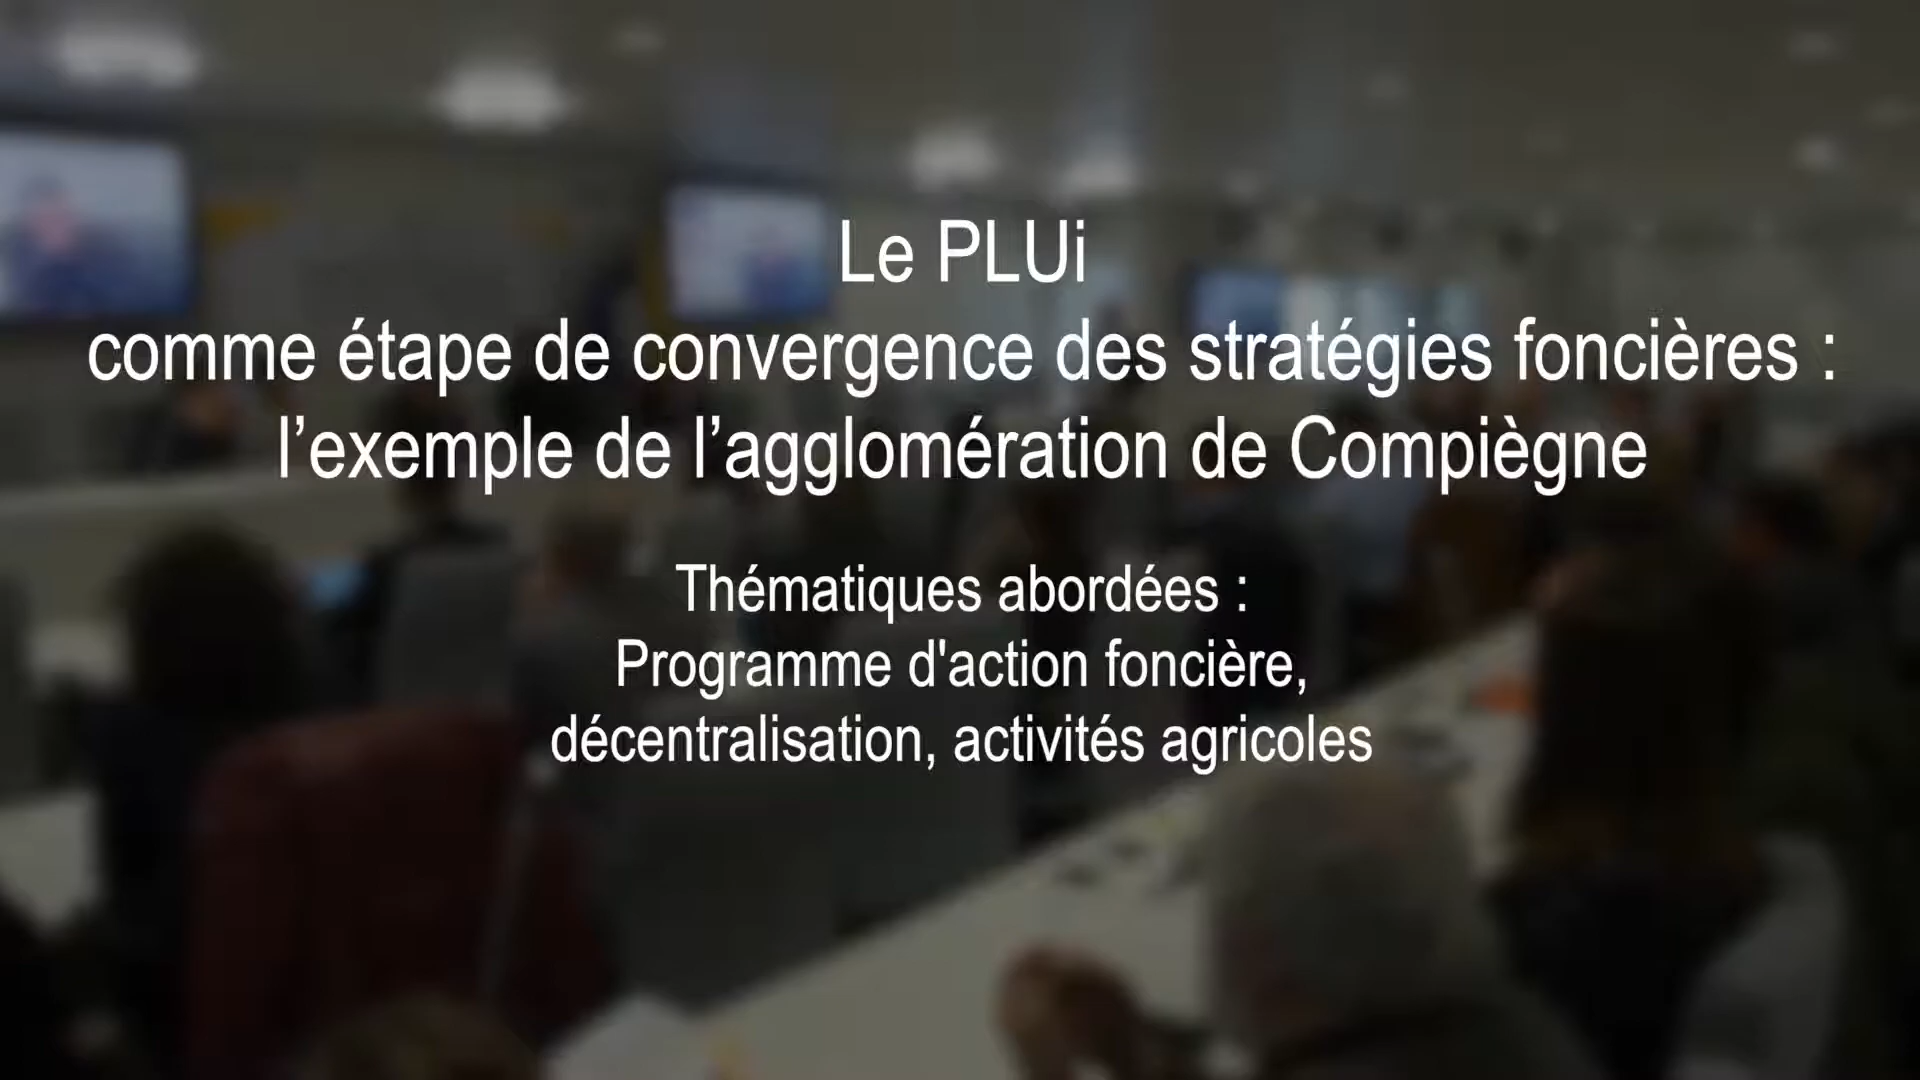 Le PLUi
comme étape de convergence des stratégies foncières :
l’exemple de l’agglomération de Compiègne
Thématiques abordées :
Programme d'action foncière,
décentralisation, activités agricoles